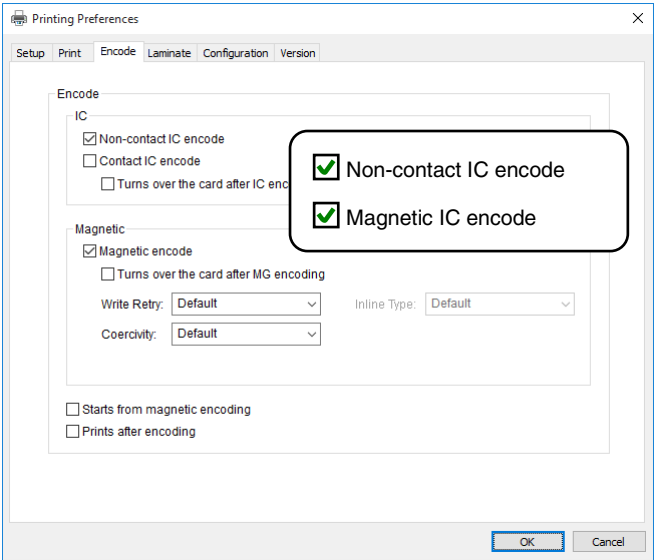 Printing Preferences
Setup Print Encode Laminate Configuration Version
Encode
IC
Non-contact IC encode
Contact IC encode
Turns over the card after IC enc
Non-contact IC encode
Magnetic IC encode
Magnetic
Magnetic encode
Turns over the card after MG encoding
Write Retry: Default Inline Type: Default
Coercivity: Default
Starts from magnetic encoding
Prints after encoding
OK Cancel